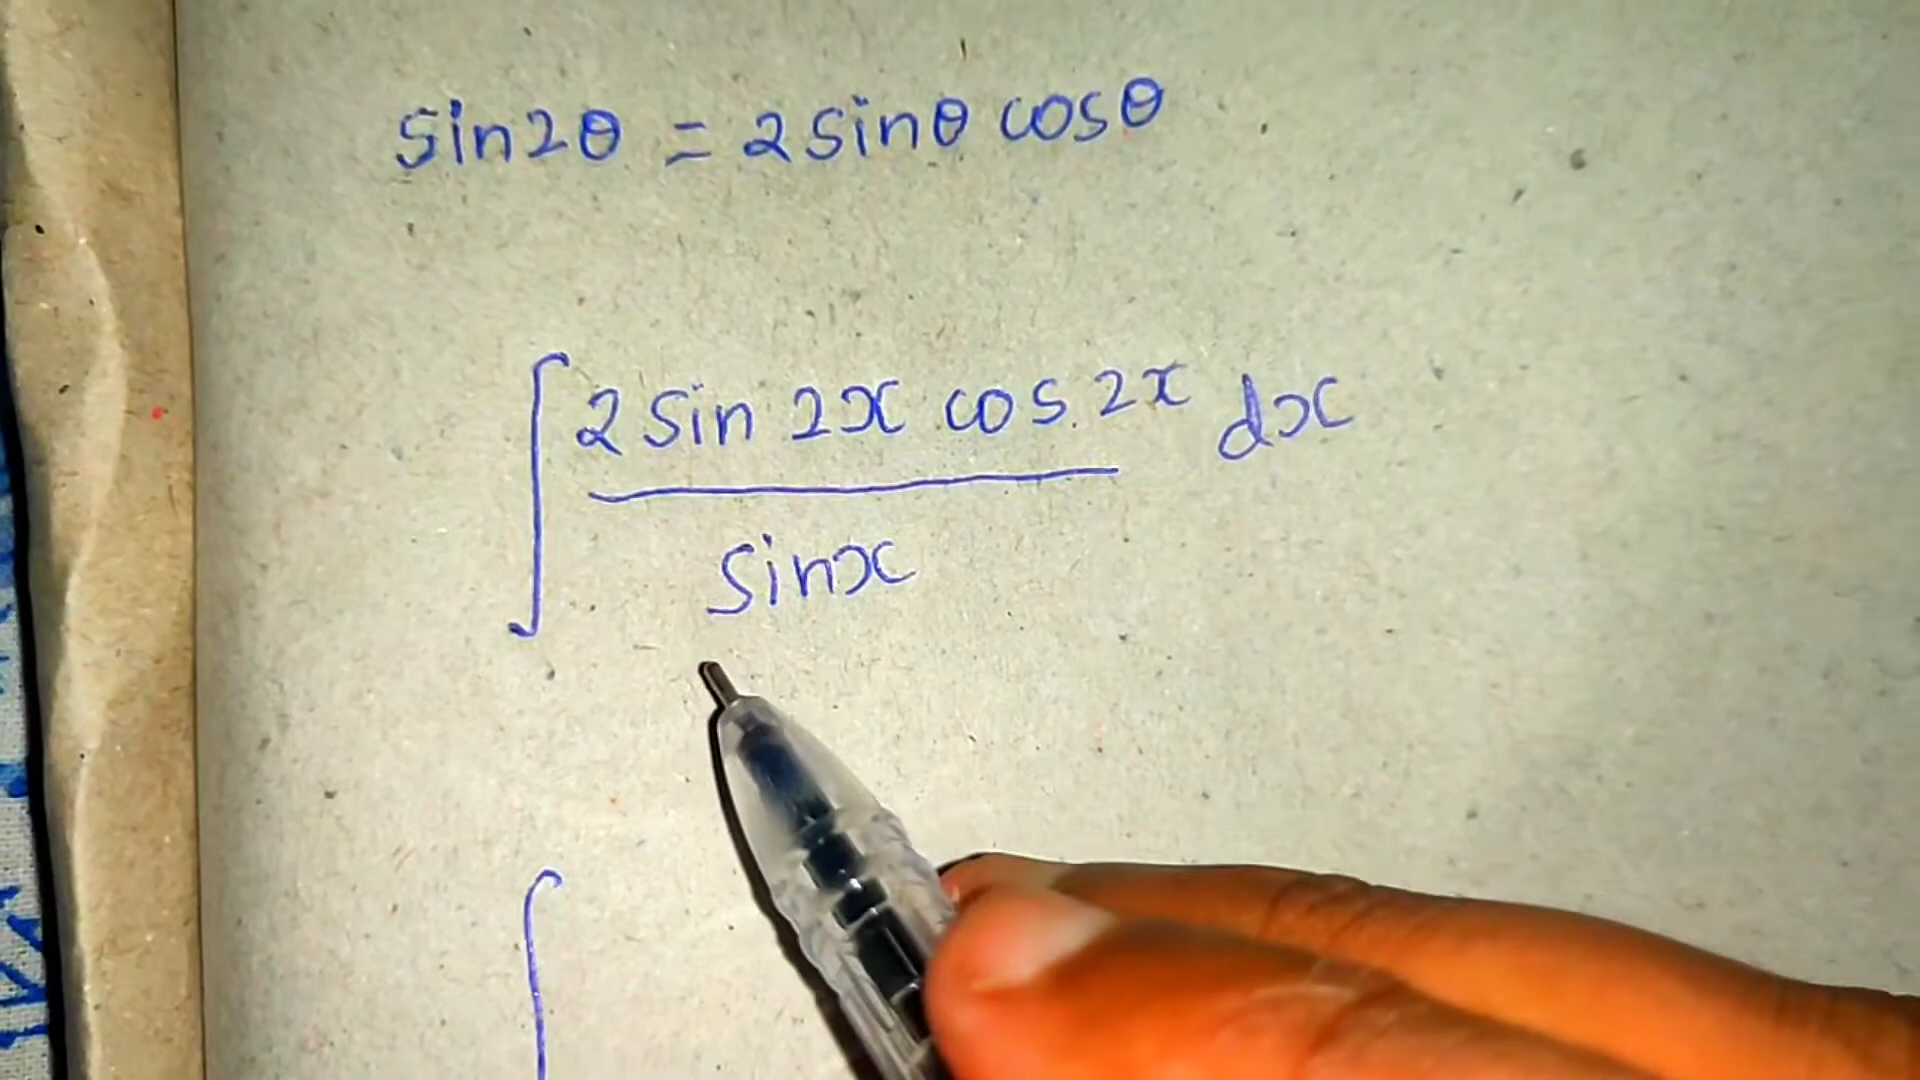 sin2θ = 2sinθ cosθ
∫ 2 sin 2x cos 2x dx
sinx
∫